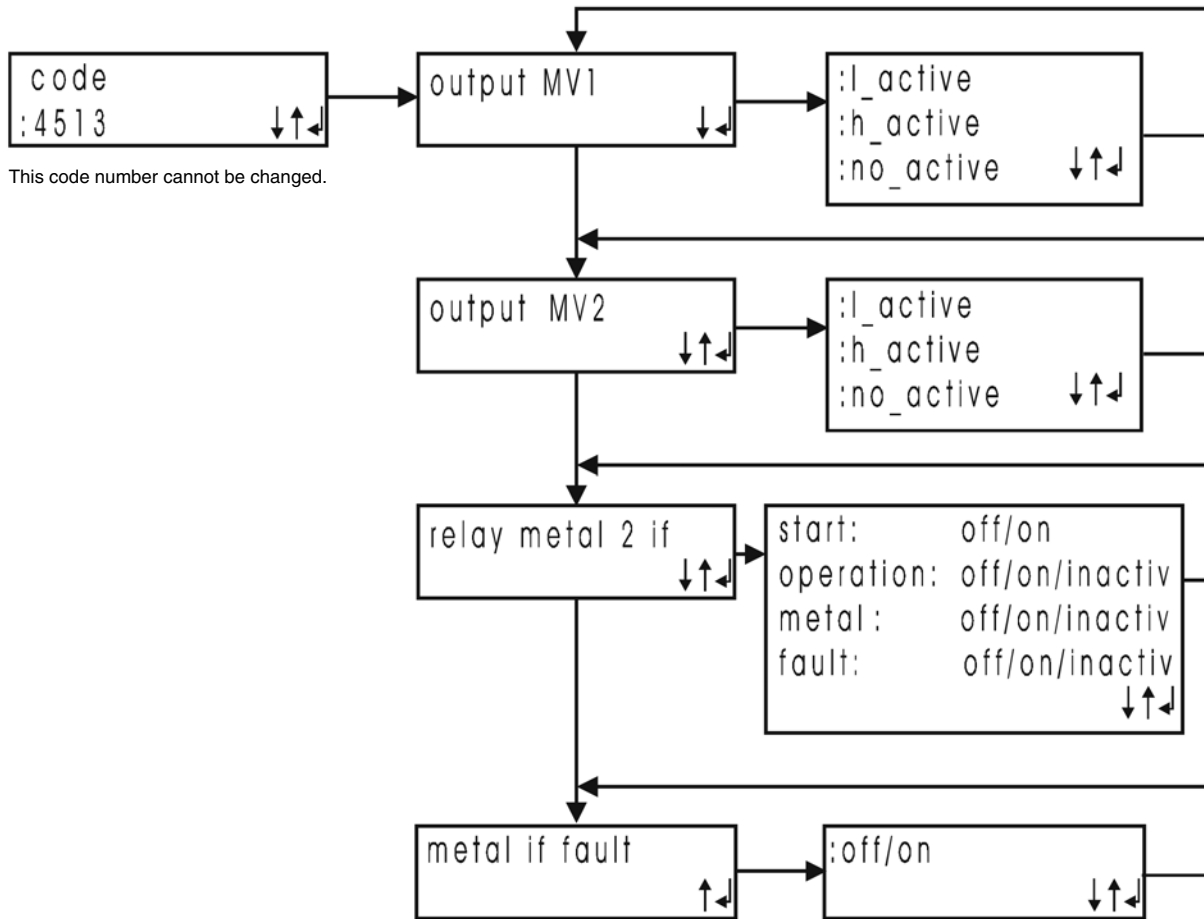 code
:4513
This code number cannot be changed.
output MV1
:l_active
:h_active
:no_active
output MV2
:l_active
:h_active
:no_active
relay metal 2 if
start: off/on
operation: off/on/inactiv
metal: off/on/inactiv
fault: off/on/inactiv
metal if fault
:off/on